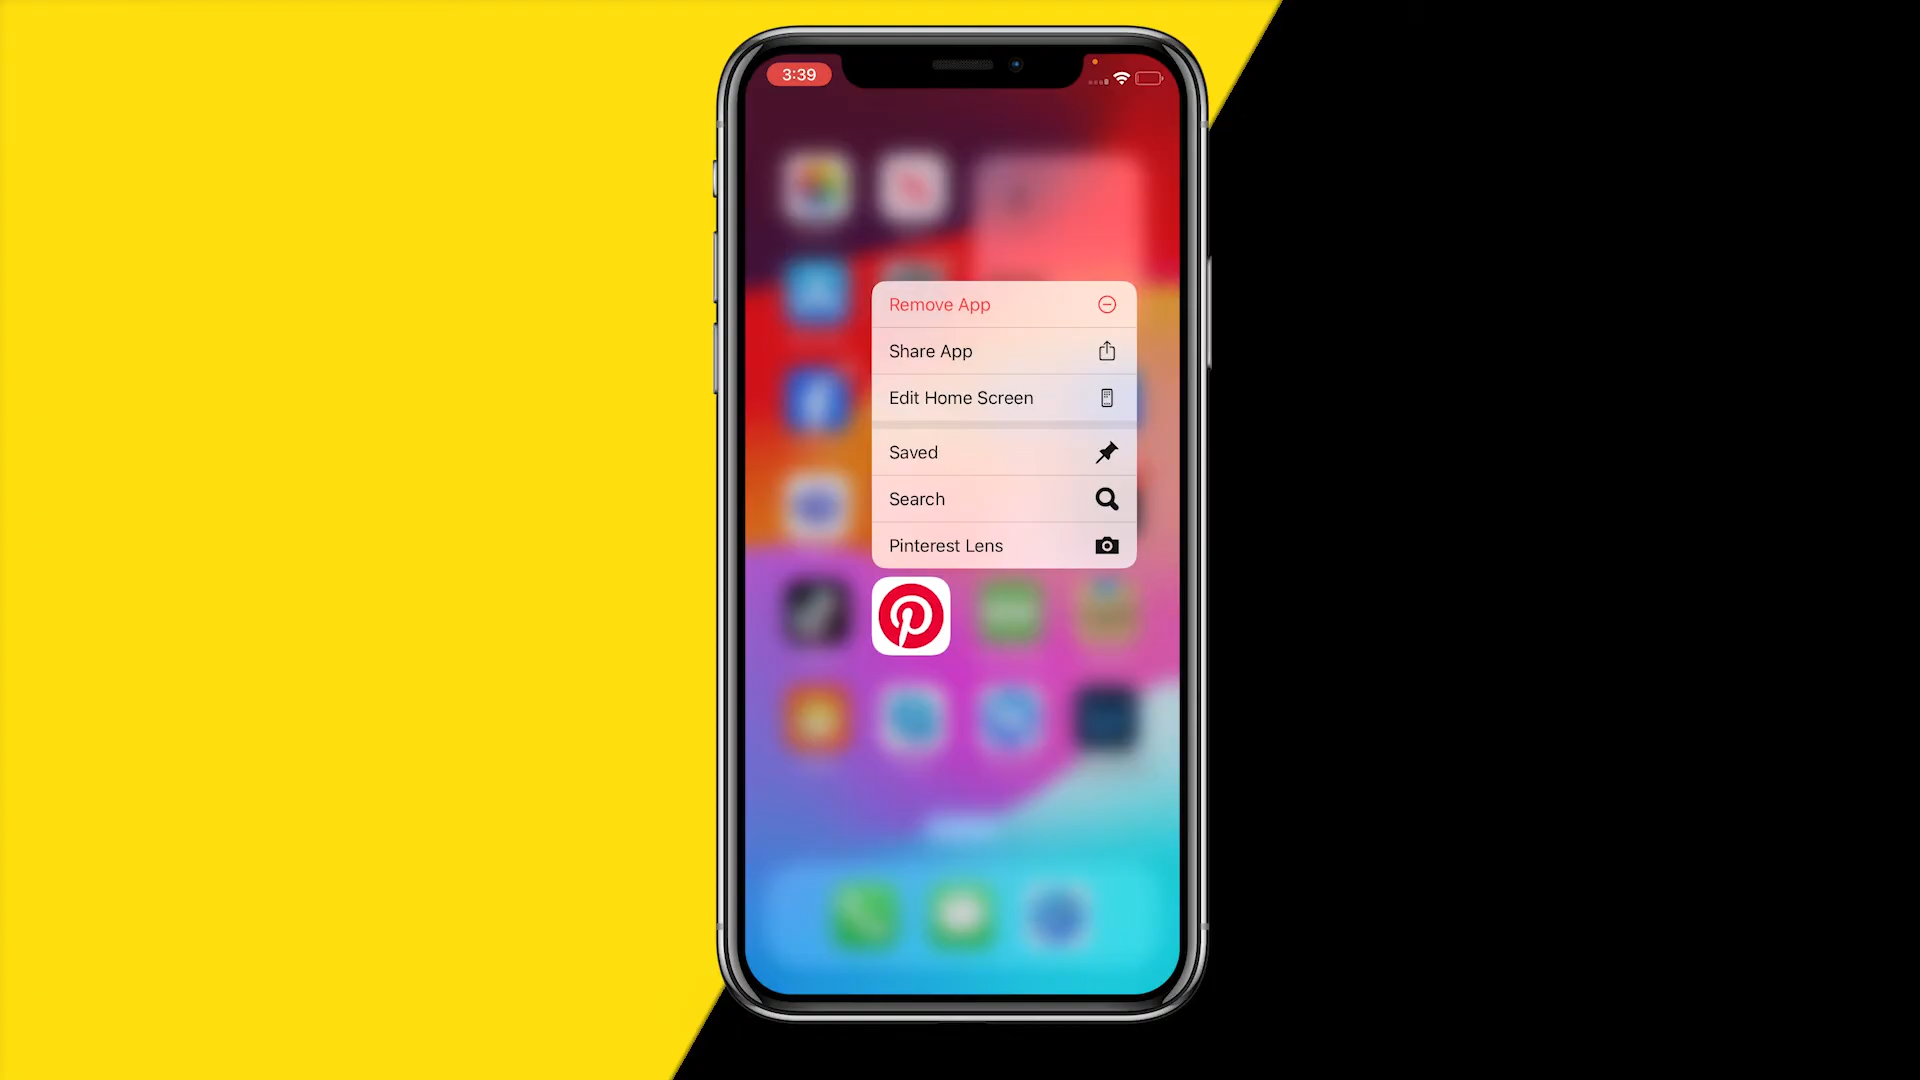 3:39
Remove App
Share App
Edit Home Screen
Saved
Search
Pinterest Lens